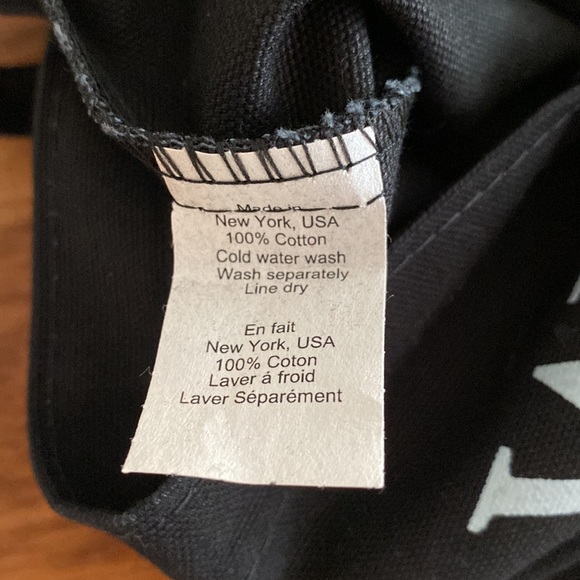 Made in
New York, USA
100% Cotton
Cold water wash
Wash separately
Line dry
En fait
New York, USA
100% Coton
Laver á froid
Laver Séparément